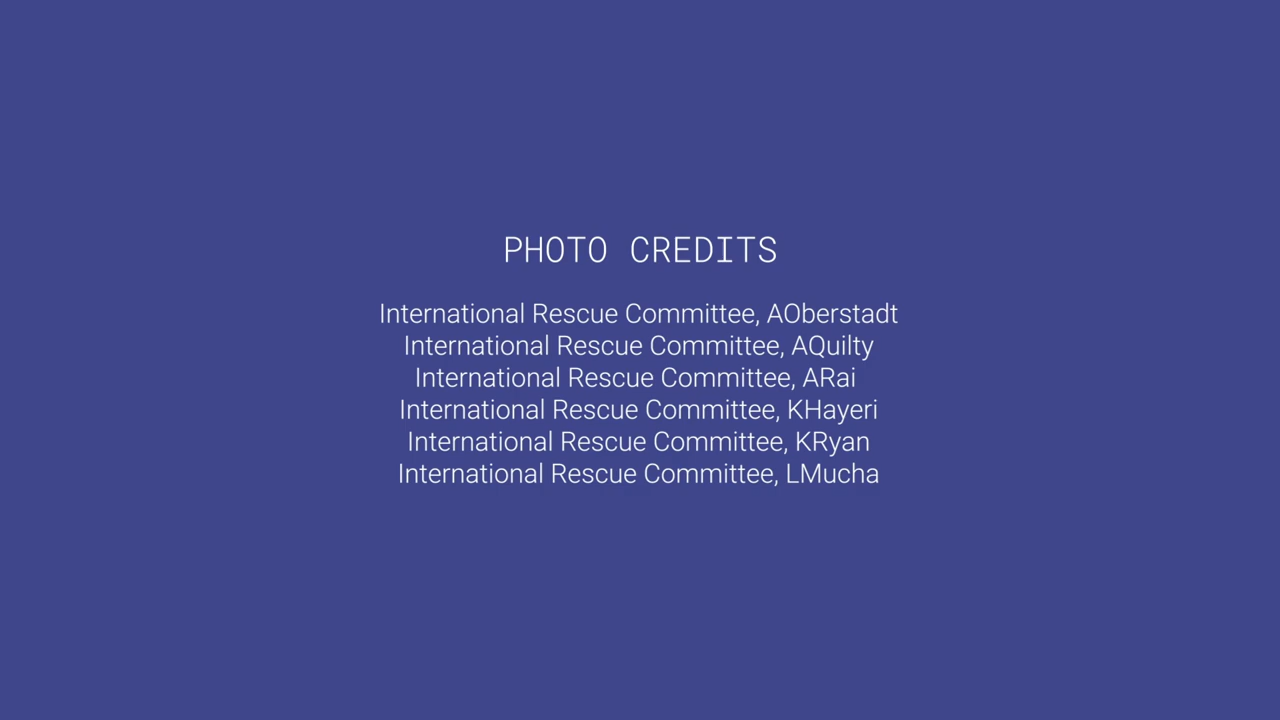 PHOTO CREDITS
International Rescue Committee, AOberstadt
International Rescue Committee, AQuilty
International Rescue Committee, ARai
International Rescue Committee, KHayeri
International Rescue Committee, KRyan
International Rescue Committee, LMucha